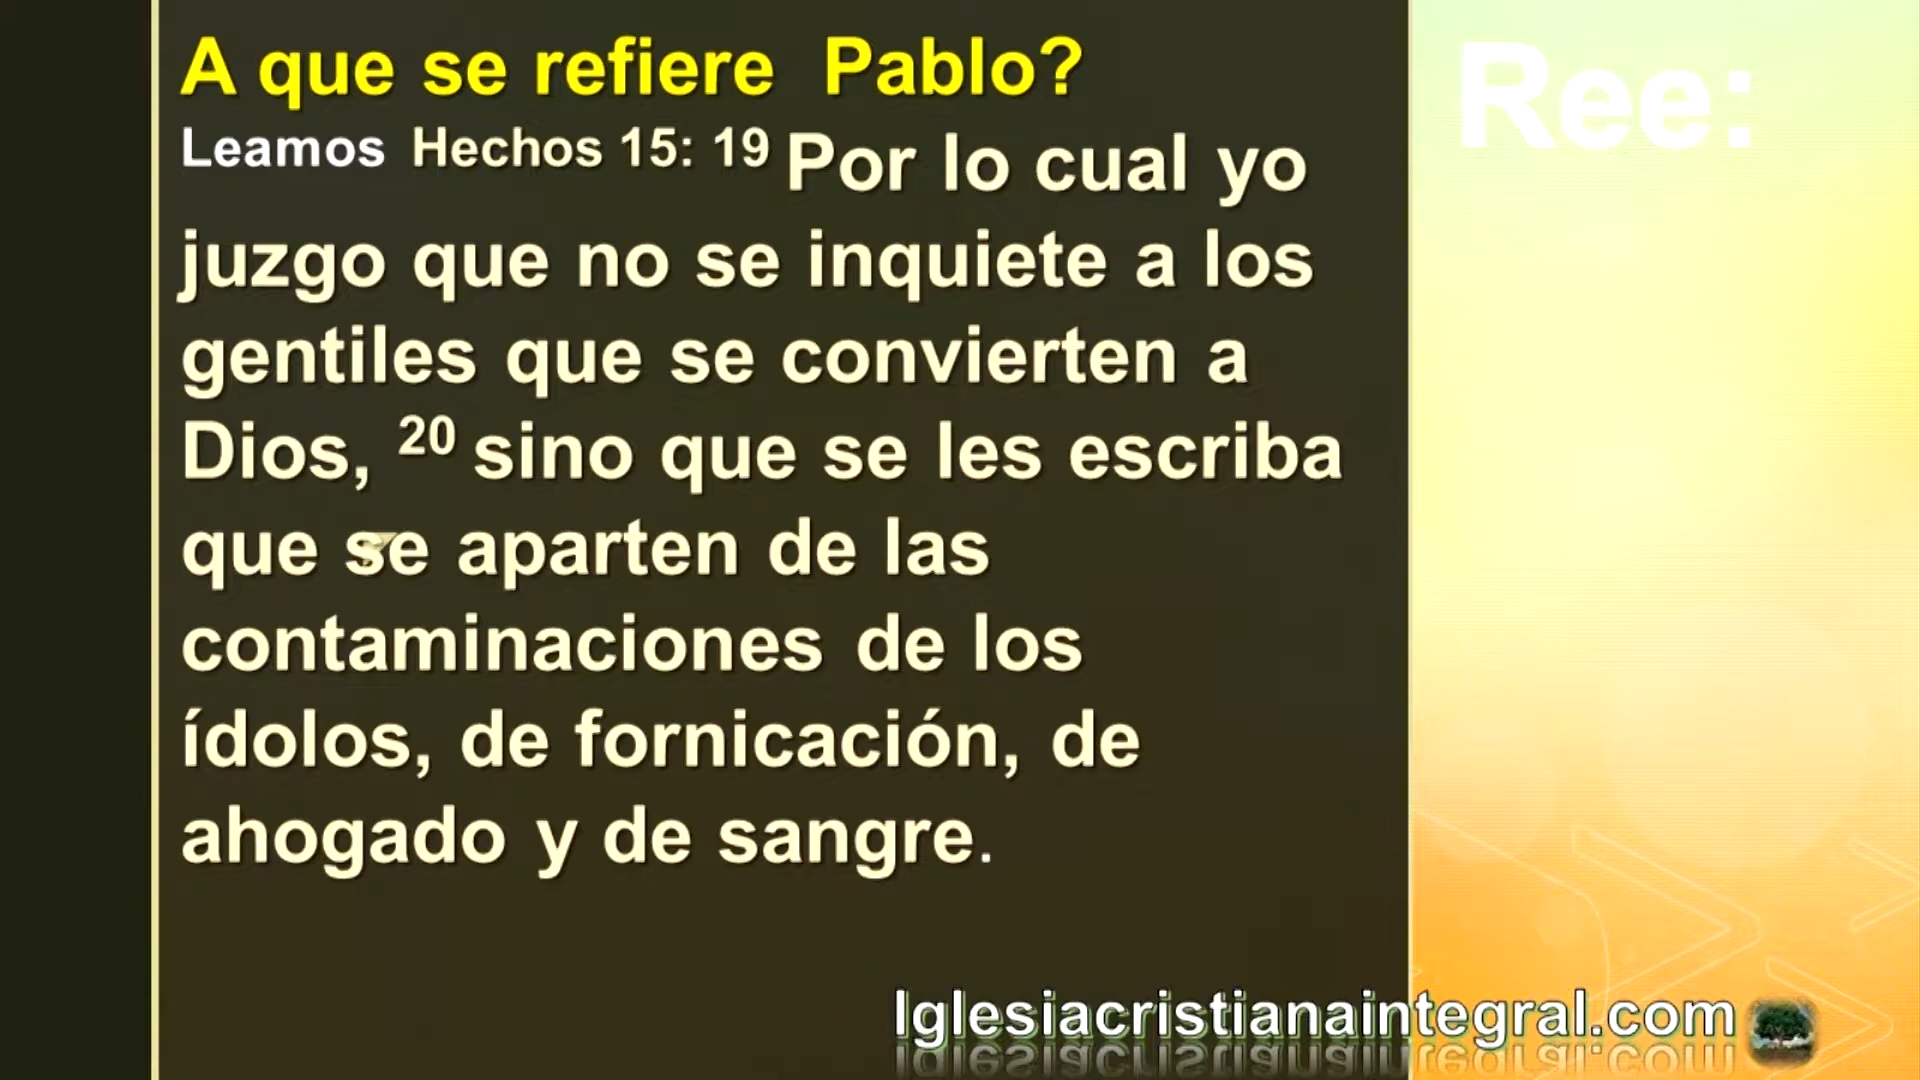 A que se refiere Pablo?
Leamos Hechos 15: 19 Por lo cual yo
juzgo que no se inquiete a los
gentiles que se convierten a
Dios, 20 sino que se les escriba
que se aparten de las
contaminaciones de los
ídolos, de fornicación, de
ahogado y de sangre.
Ree:
Iglesiacristianaintegral.com